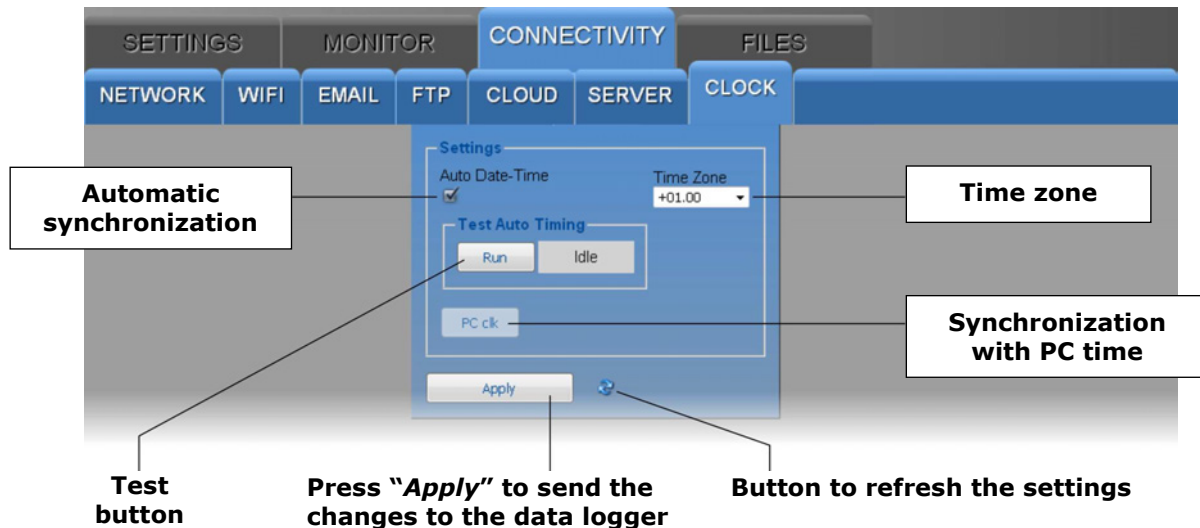 SETTINGS MONITOR CONNECTIVITY FILES
NETWORK WIFI EMAIL FTP CLOUD SERVER CLOCK
Settings
Auto Date-Time
Time Zone
+01.00
Automatic
synchronization
Time zone
Test Auto Timing
Run
Idle
PC clk
Synchronization
with PC time
Apply
Test
button
Press “Apply” to send the
changes to the data logger
Button to refresh the settings